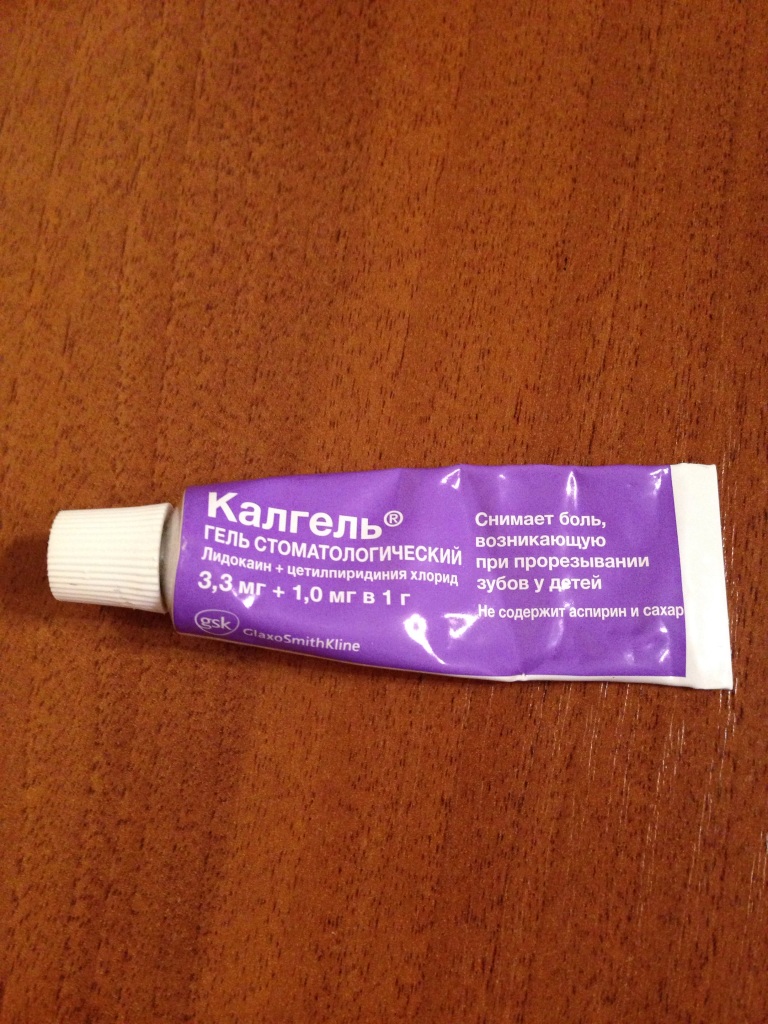 Калгель®
ГЕЛЬ СТОМАТОЛОГИЧЕСКИЙ
Лидокаин + цетилпиридиния хлорид
3,3 мг + 1,0 мг в 1 г
gsk GlaxoSmithKline
Снимает боль,
возникающую
при прорезывании
зубов у детей
Не содержит аспирин и сахар